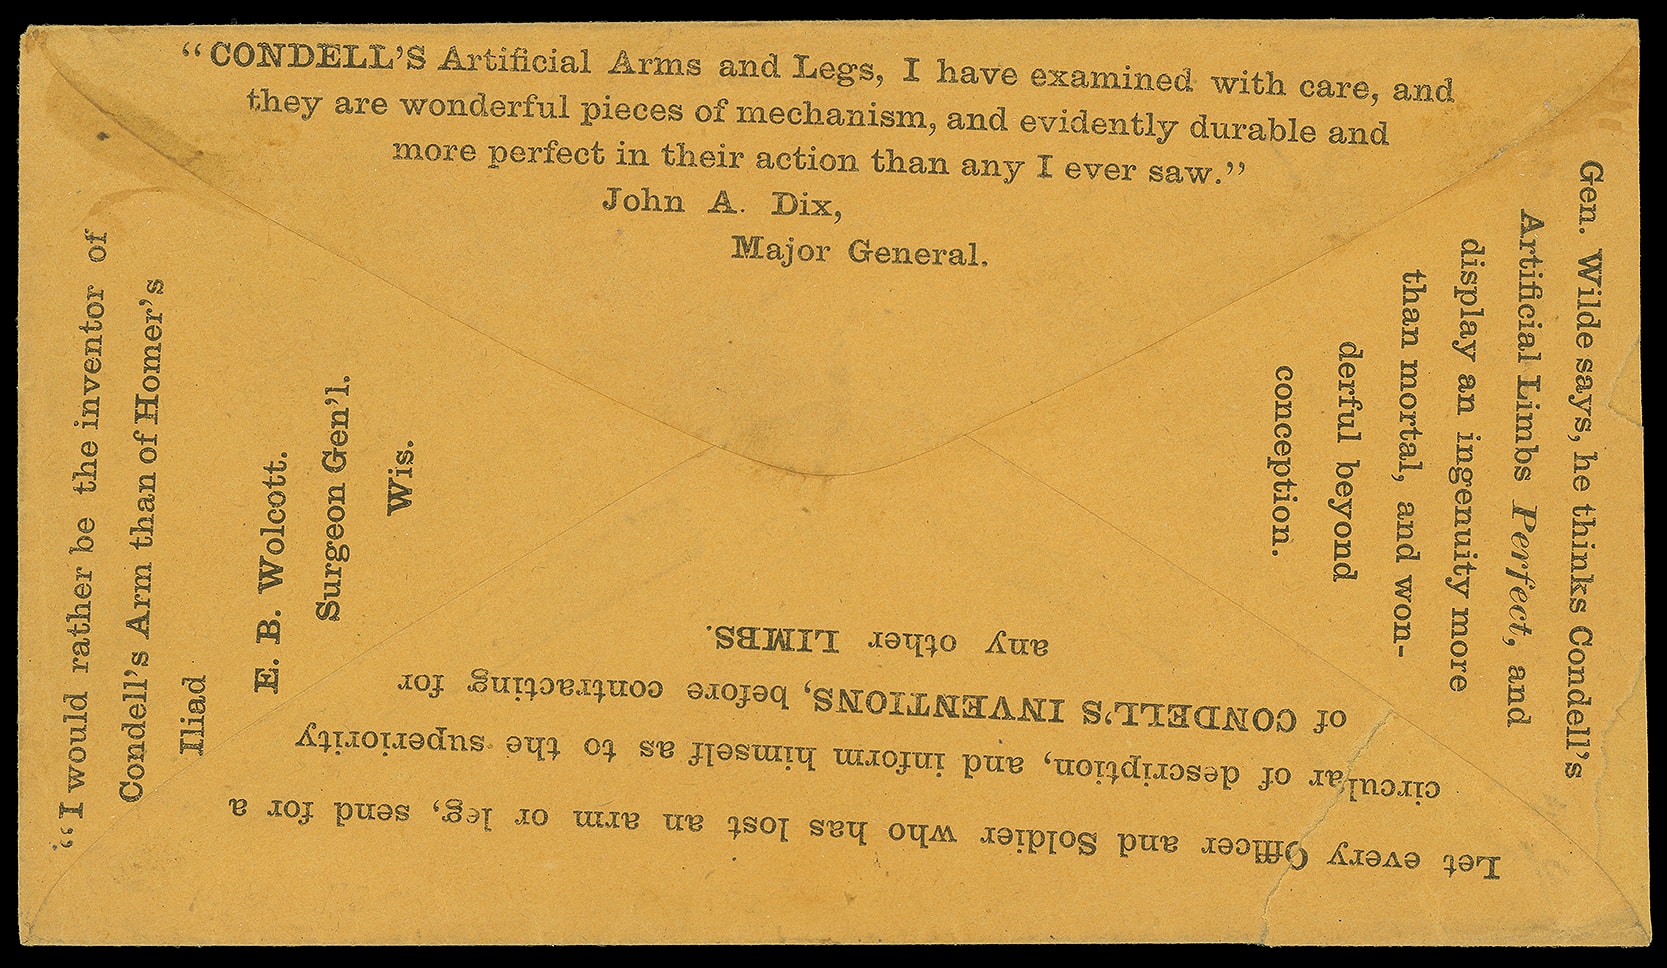 “CONDELL’S Artificial Arms and Legs, I have examined with care, and
they are wonderful pieces of mechanism, and evidently durable and
more perfect in their action than any I ever saw.”
John A. Dix,
Major General.
Gen. Wilde says, he thinks Condell’s
Artificial Limbs Perfect, and
display an ingenuity more
than mortal, and won-
derful beyond
conception.
Let every Officer and Soldier who has lost an arm or leg, send for a
circular of description, and inform himself as to the superiority
of CONDELL’S INVENTIONS, before contracting for
any other LIMBS.
“I would rather be the inventor of
Condell’s Arm than of Homer’s
Iliad
E. B. Wolcott.
Surgeon Gen’l.
Wis.